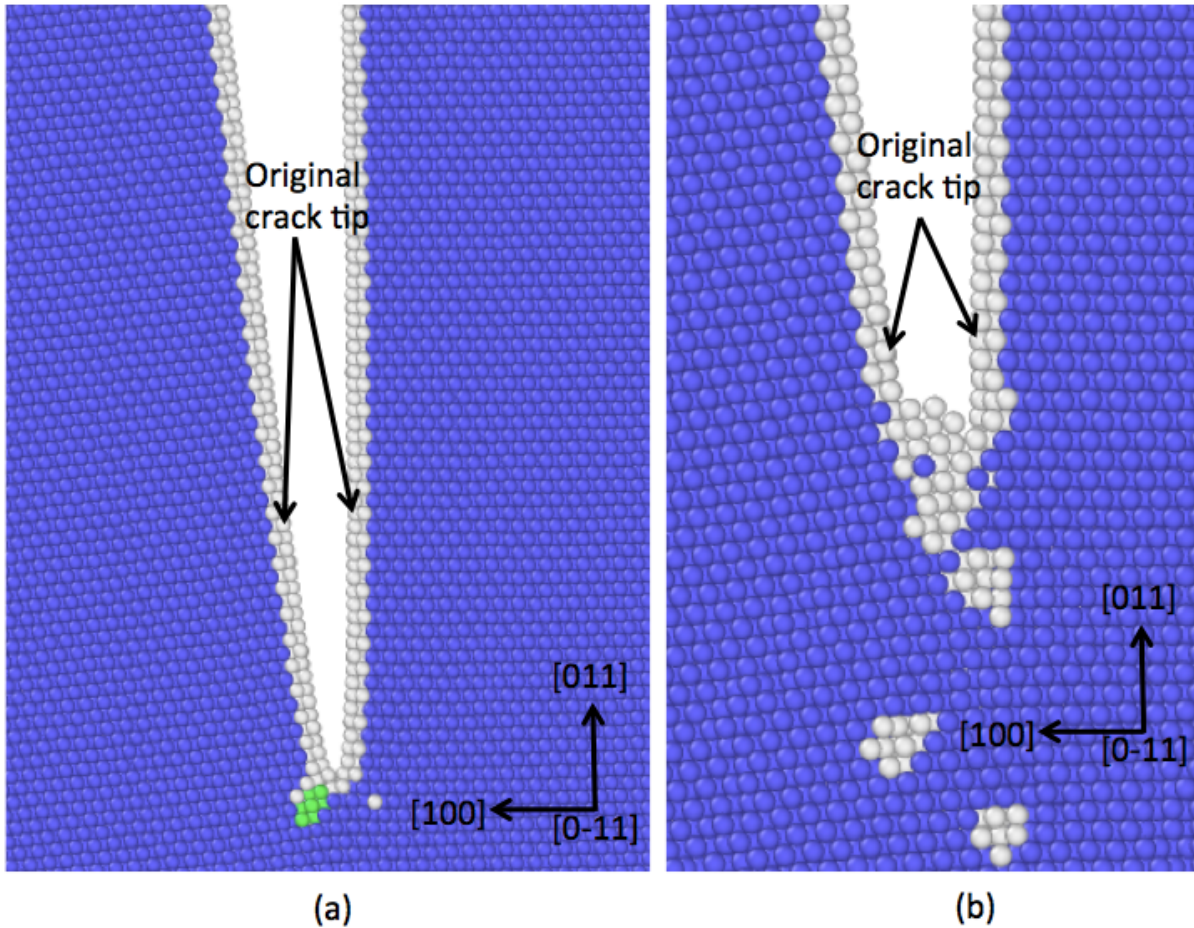 Original
crack tip
[011]
[100]
[0-11]
(a)
Original
crack tip
[011]
[100]
[0-11]
(b)